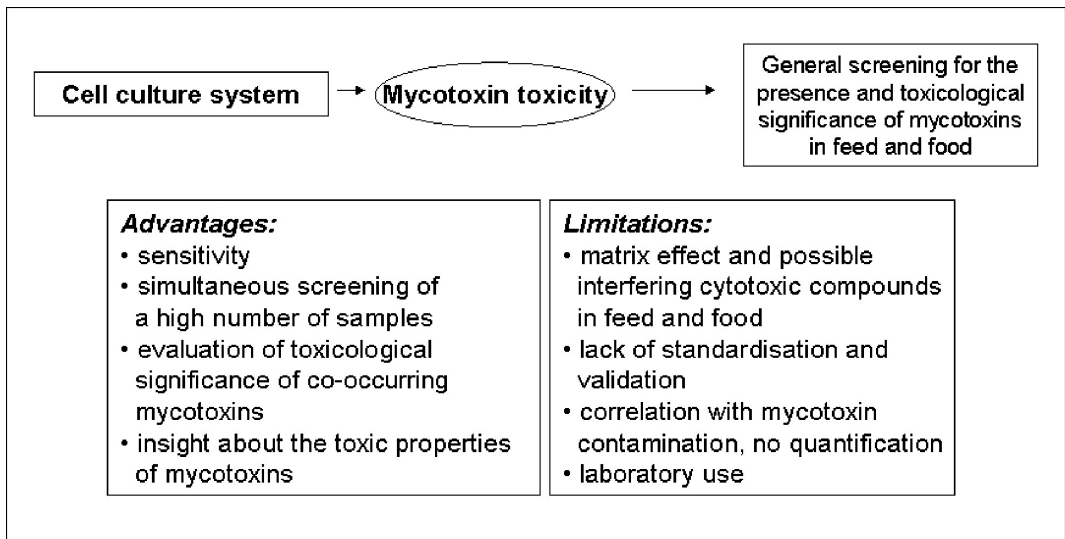 Cell culture system
Mycotoxin toxicity
General screening for the
presence and toxicological
significance of mycotoxins
in feed and food
Advantages:
• sensitivity
• simultaneous screening of
a high number of samples
• evaluation of toxicological
significance of co-occurring
mycotoxins
• insight about the toxic properties
of mycotoxins
Limitations:
• matrix effect and possible
interfering cytotoxic compounds
in feed and food
• lack of standardisation and
validation
• correlation with mycotoxin
contamination, no quantification
• laboratory use